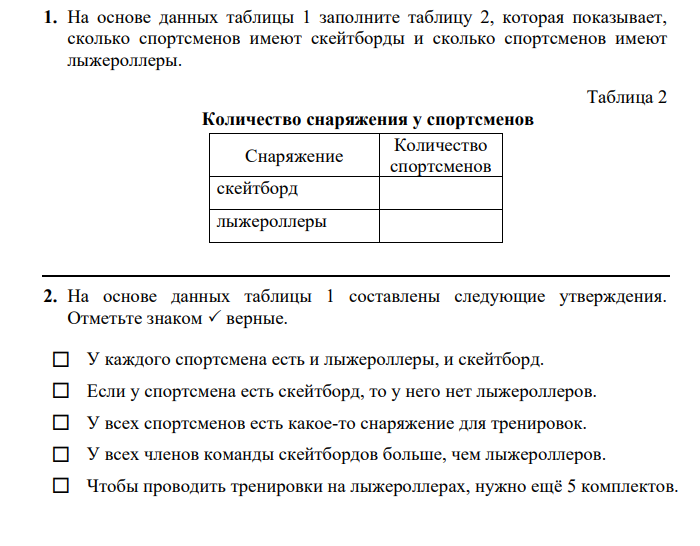 1. На основе данных таблицы 1 заполните таблицу 2, которая показывает,
сколько спортсменов имеют скейтборды и сколько спортсменов имеют
лыжероллеры.
Таблица 2
Количество снаряжения у спортсменов
Снаряжение
Количество
спортсменов
скейтборд
лыжероллеры
2. На основе данных таблицы 1 составлены следующие утверждения.
Отметьте знаком ✓ верные.
У каждого спортсмена есть и лыжероллеры, и скейтборд.
Если у спортсмена есть скейтборд, то у него нет лыжероллеров.
У всех спортсменов есть какое-то снаряжение для тренировок.
У всех членов команды скейтбордов больше, чем лыжероллеров.
Чтобы проводить тренировки на лыжероллерах, нужно ещё 5 комплектов.